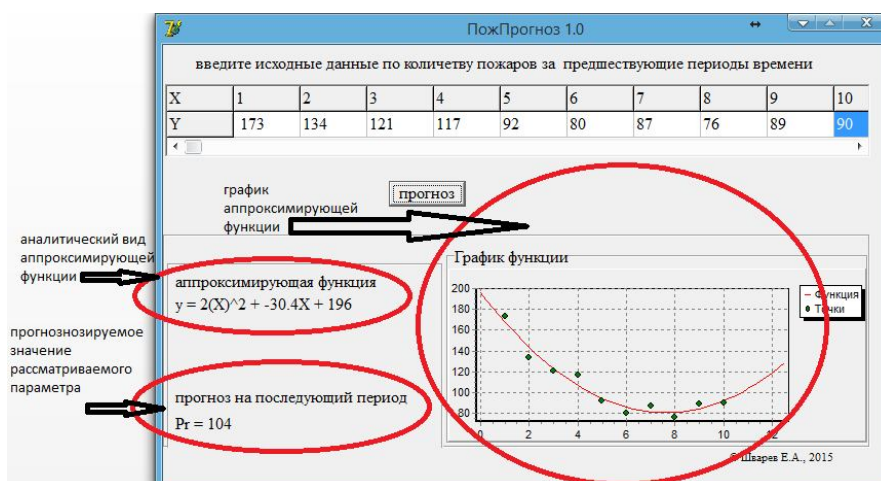 ПожПрогноз 1.0
введите исходные данные по количетву пожаров за предшествующие периоды времени
X 1 2 3 4 5 6 7 8 9 10
Y 173 134 121 117 92 80 87 76 89 90
график
аппроксимирующей
функции
прогноз
аналитический вид
аппроксимирующей
функции
аппроксимирующая функция
y = 2(X)^2 + -30.4X + 196
прогнознозируемое
значение
рассматриваемого
параметра
прогноз на последующий период
Pr = 104
График функции
200
180
160
140
120
100
80
0 2 4 6 8 10 12
Функция
Точки
© Шварев Е.А., 2015